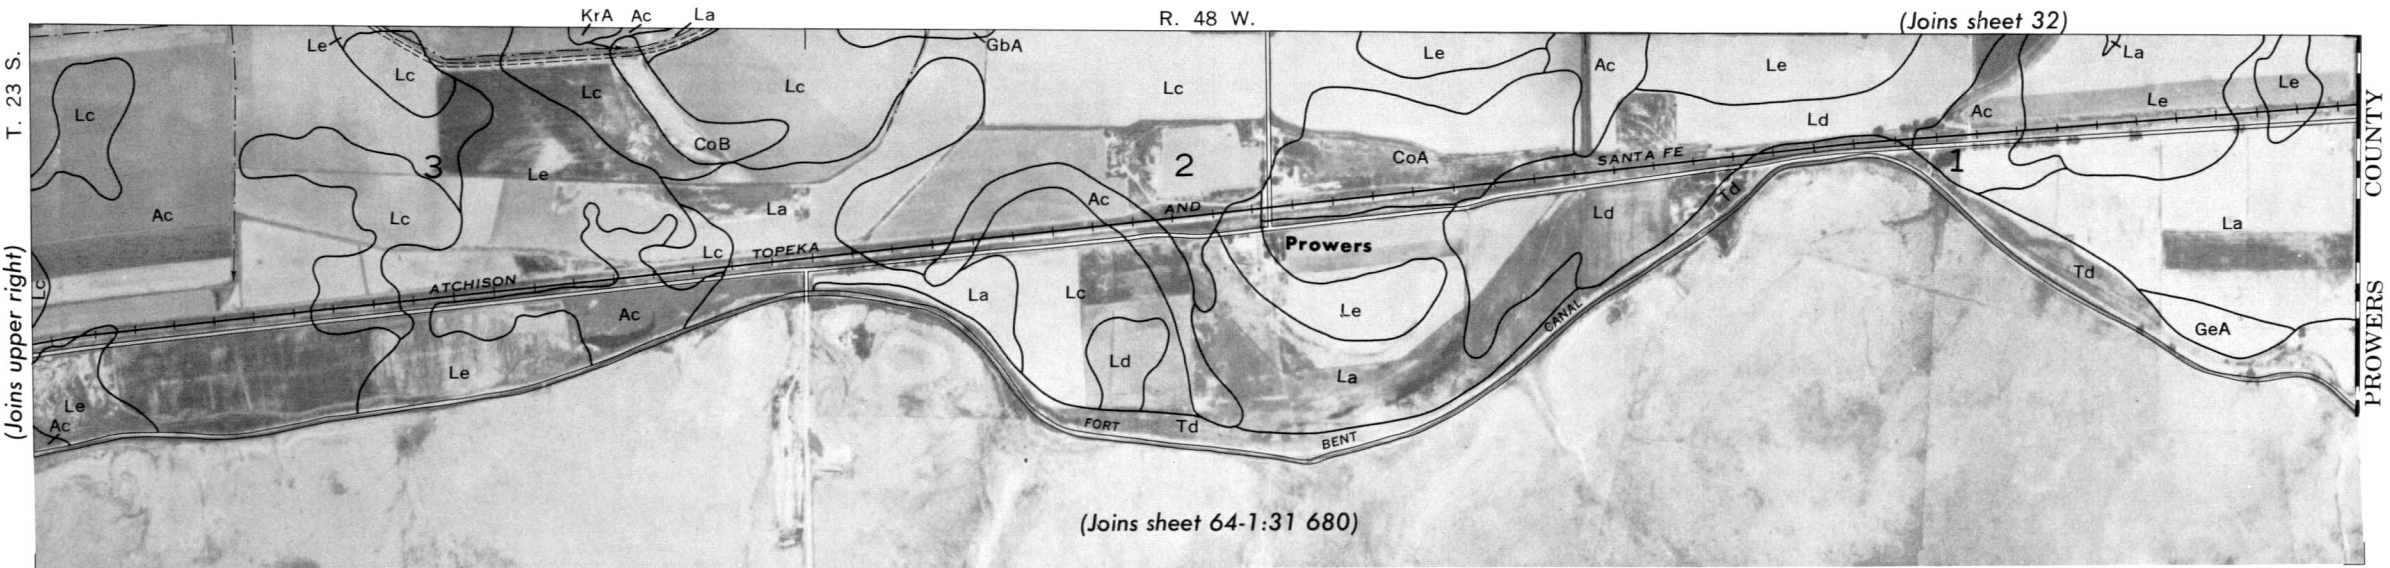 KrA Ac La
R. 48 W.
(Joins sheet 32)
T. 23 S.
Le
GbA
Lc
Lc
Lc
Lc
Lc
Le
Ac
Le
La
Le
Lc
CoB
3
Le
2
CoA
SANTA FE
Ld
Ac
Le
1
COUNTY
Ac
Lc
La
Ac
AND
Td
Ld
La
Lc
TOPEKA
Prowers
Lc
ATCHISON
Ac
La
Lc
Le
CANAL
Td
GeA
PROWERS
(Joins upper right)
Le
Ld
La
Le
Ac
FORT
Td
BENT
(Joins sheet 64-1:31 680)